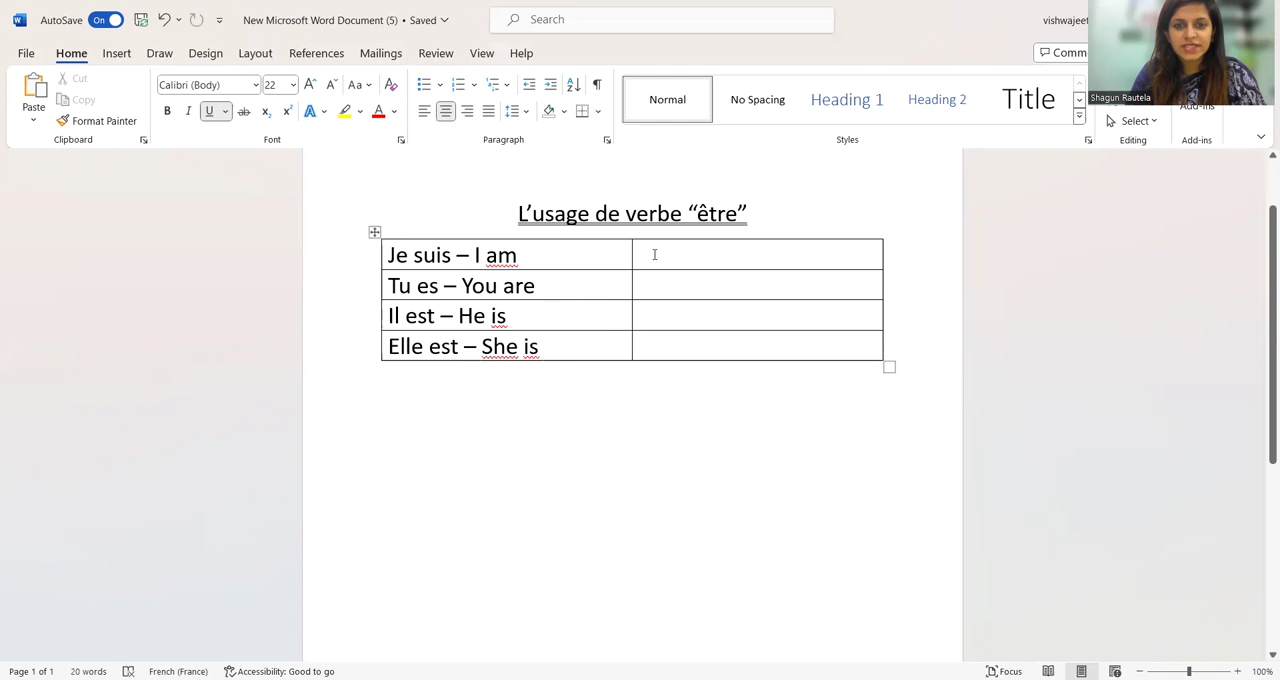 AutoSave On New Microsoft Word Document (5) • Saved Search vishwajeet
File Home Insert Draw Design Layout References Mailings Review View Help Comm
Paste Cut Copy Format Painter
Clipboard
Calibri (Body) 22
Font
Paragraph
Normal No Spacing Heading 1 Heading 2 Title
Styles
Select
Editing
Add-ins
Add-ins
Shagun Rautela
L’usage de verbe “être”
Je suis – I am
Tu es – You are
Il est – He is
Elle est – She is
Page 1 of 1 20 words French (France) Accessibility: Good to go Focus 100%